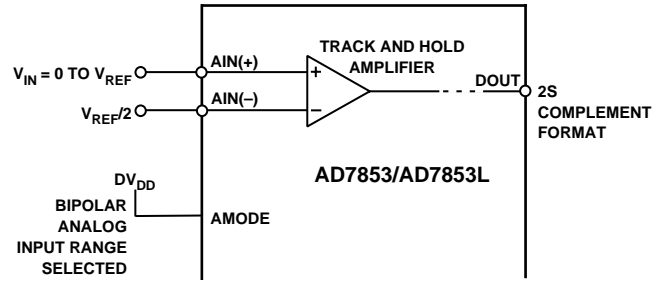 V_IN = 0 TO V_REF
AIN(+)
+
TRACK AND HOLD
AMPLIFIER
V_REF/2
AIN(–)
–
DOUT
2S
COMPLEMENT
FORMAT
AD7853/AD7853L
DV_DD
BIPOLAR
ANALOG
INPUT RANGE
SELECTED
AMODE